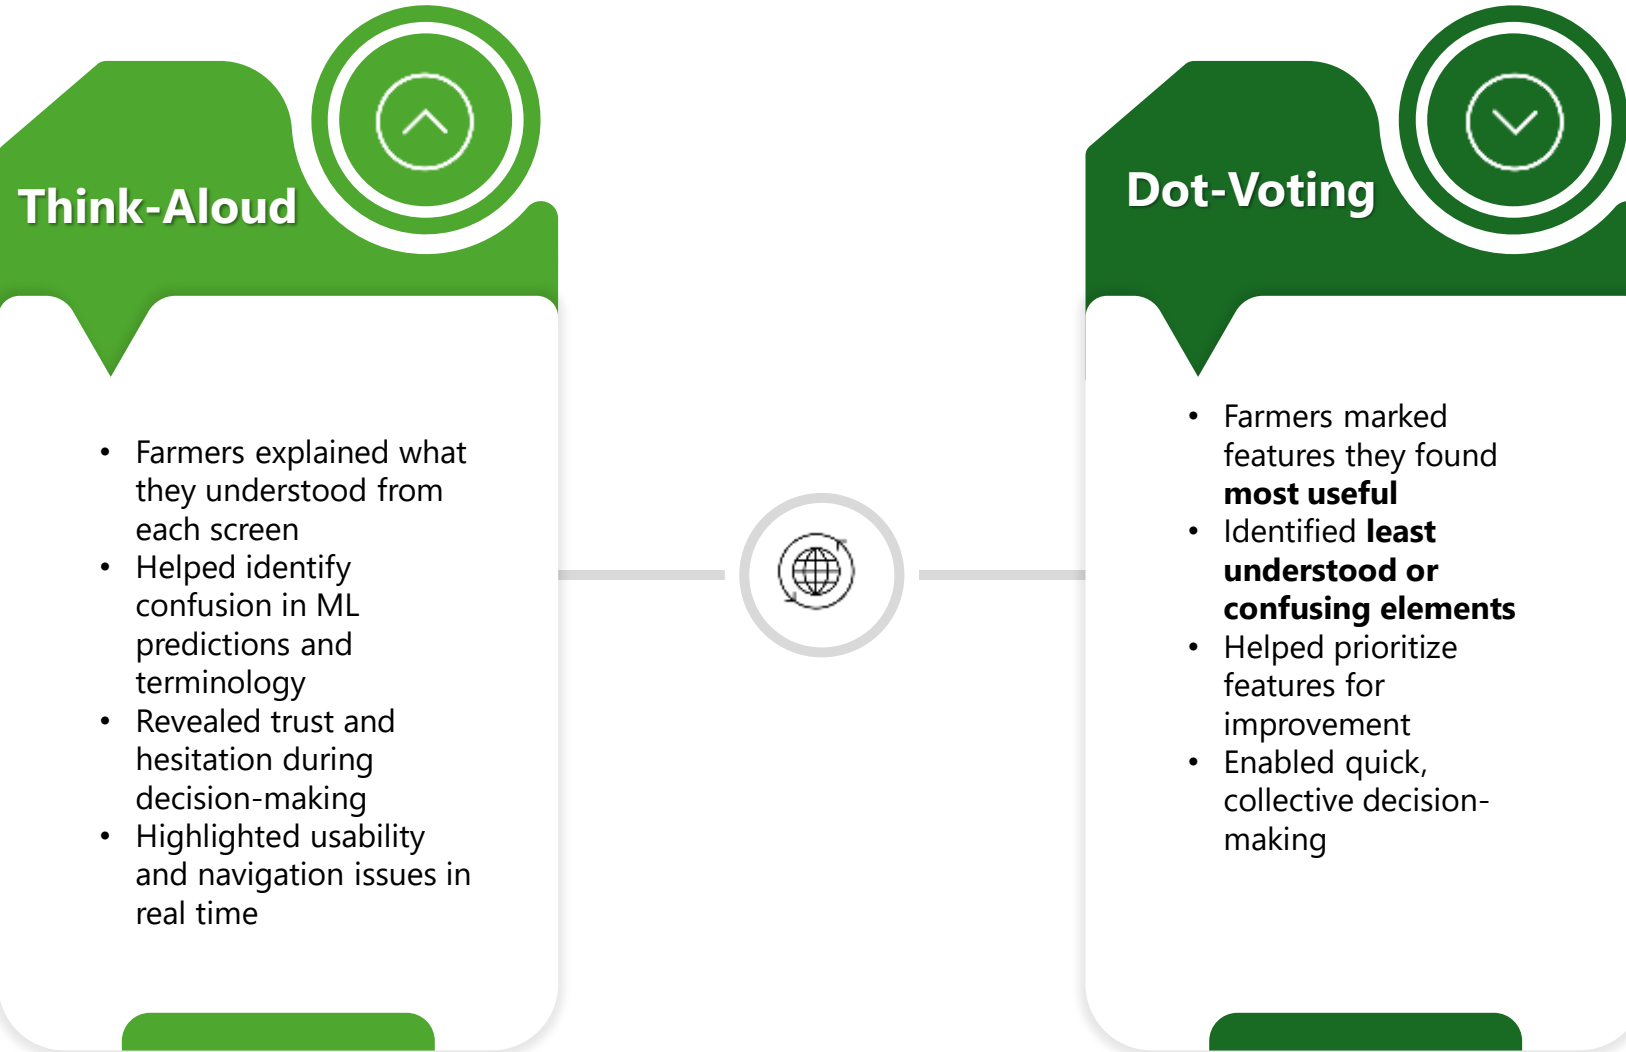 Think-Aloud
• Farmers explained what
they understood from
each screen
• Helped identify
confusion in ML
predictions and
terminology
• Revealed trust and
hesitation during
decision-making
• Highlighted usability
and navigation issues in
real time
Dot-Voting
• Farmers marked
features they found
most useful
• Identified least
understood or
confusing elements
• Helped prioritize
features for
improvement
• Enabled quick,
collective decision-
making